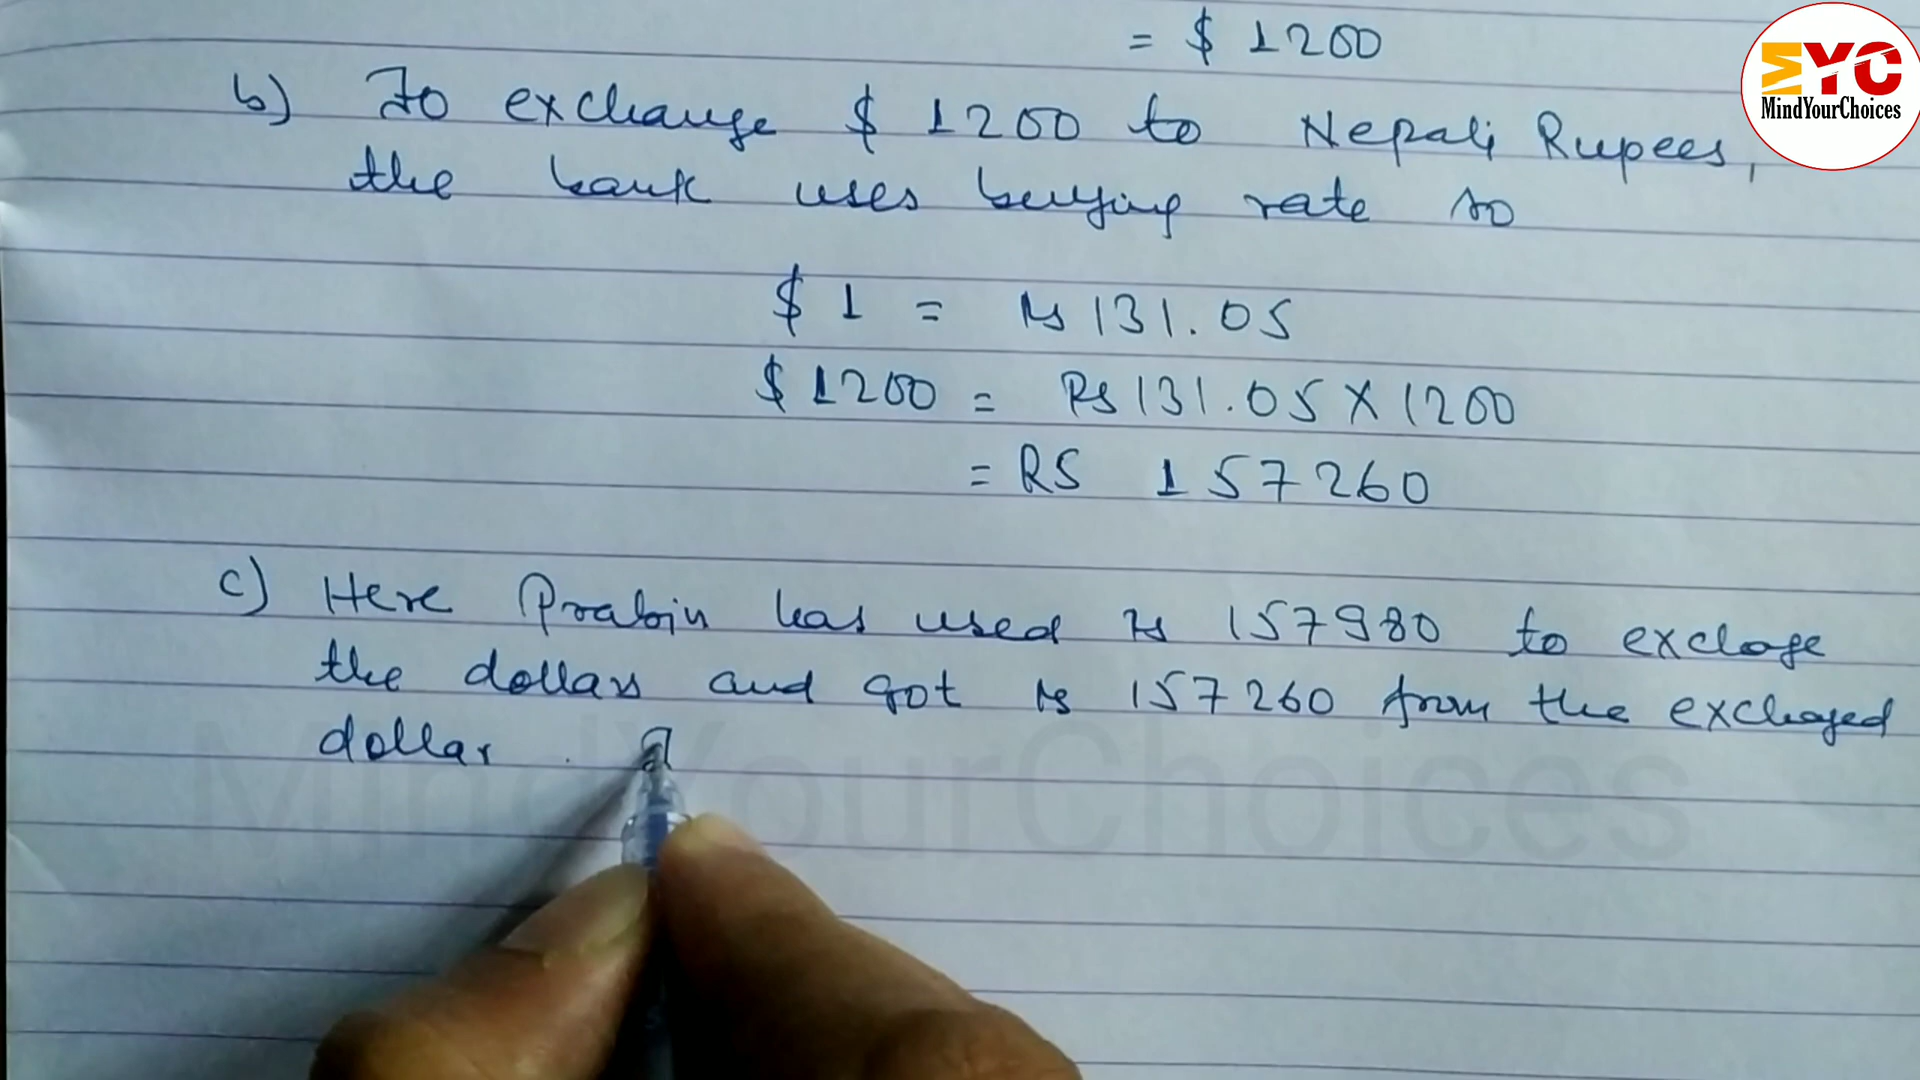 = $ 1200
MYC
MindYourChoices
b) To exchange $ 1200 to Nepali Rupees,
the bank uses buying rate so
$ 1 = Rs 131.05
$ 1200 = Rs 131.05 X 1200
= RS 157260
c) Here Prabin has used Rs 157980 to exchage
the dollars and got Rs 157260 from the exchaged
dollar.
MindYourChoices